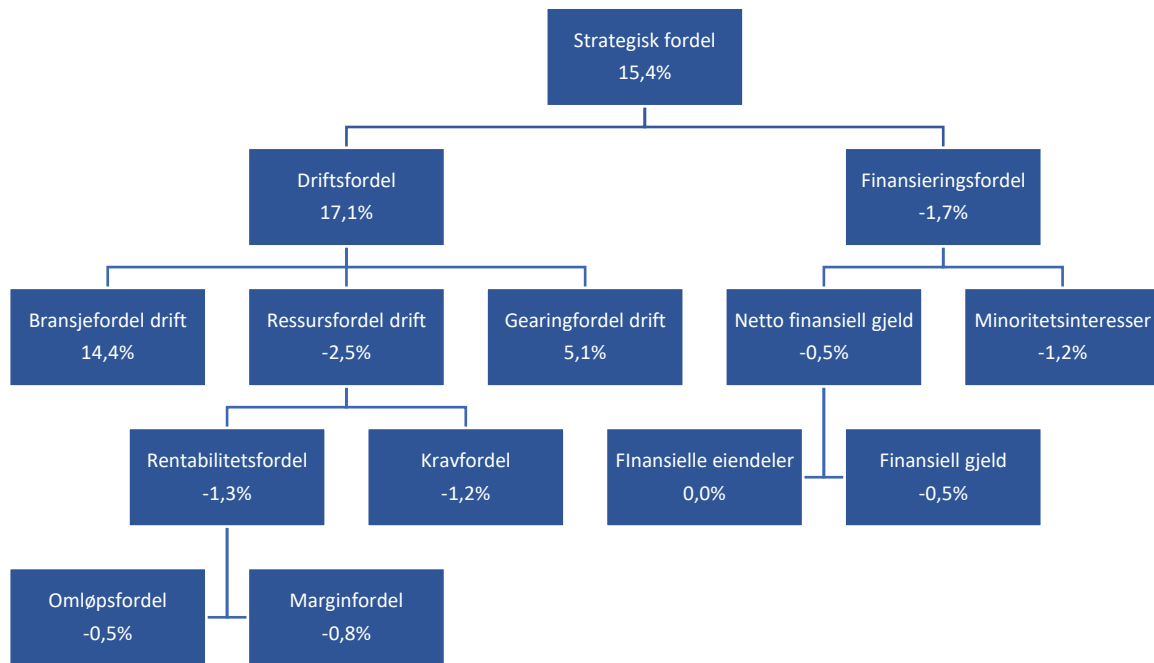 Strategisk fordel
15,4%
Driftsfordel
17,1%
Finansieringsfordel
-1,7%
Bransjefordel drift
14,4%
Ressursfordel drift
-2,5%
Gearingfordel drift
5,1%
Netto finansiell gjeld
-0,5%
Minoritetsinteresser
-1,2%
Rentabilitetsfordel
-1,3%
Kravfordel
-1,2%
FInansielle eiendeler
0,0%
Finansiell gjeld
-0,5%
Omløpsfordel
-0,5%
Marginfordel
-0,8%